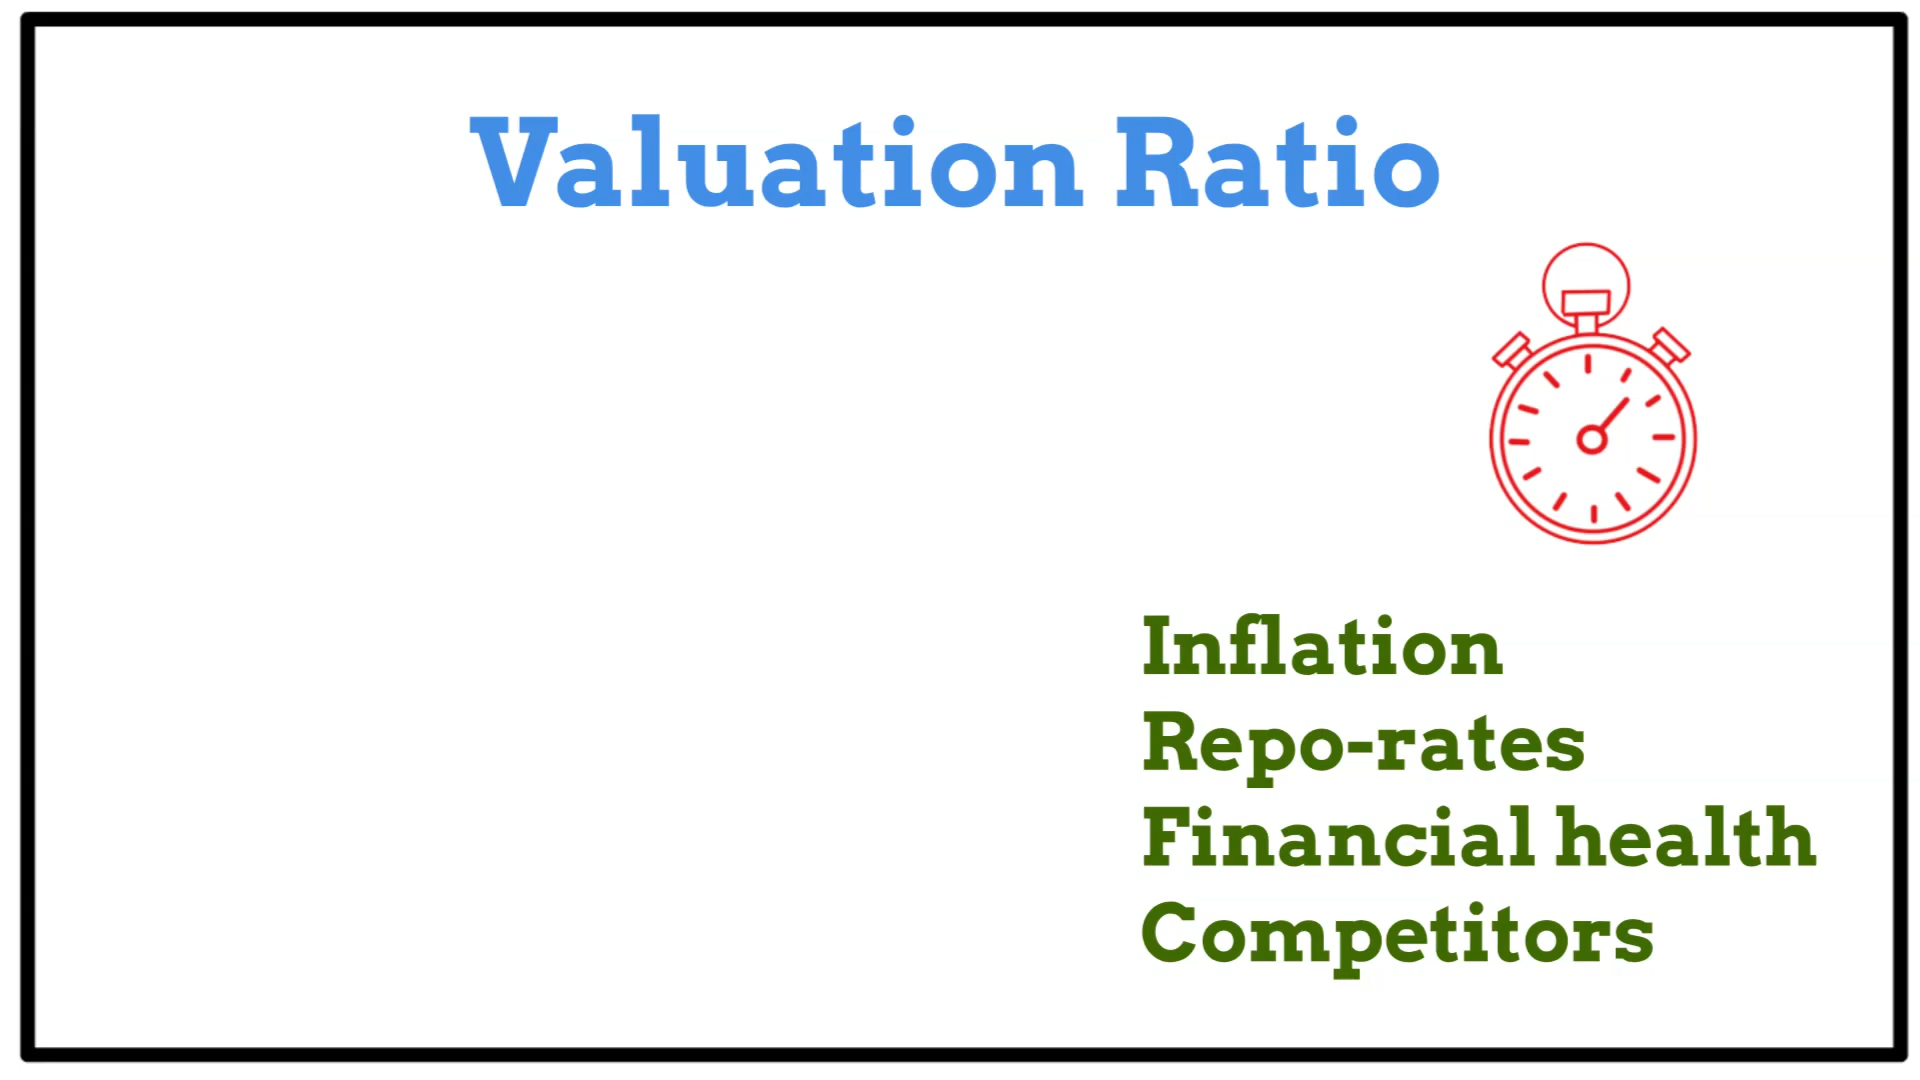 Valuation Ratio
Inflation
Repo-rates
Financial health
Competitors